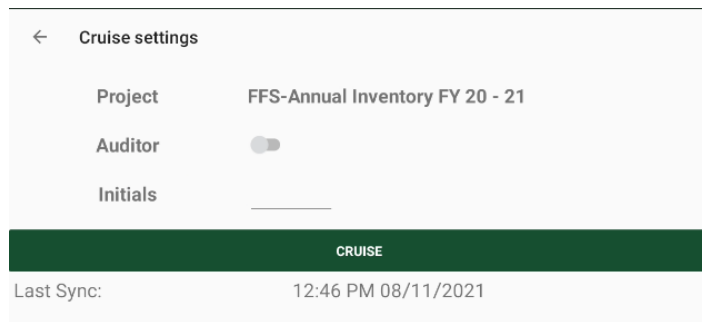 Cruise settings
Project FFS-Annual Inventory FY 20 - 21
Auditor
Initials
CRUISE
Last Sync: 12:46 PM 08/11/2021